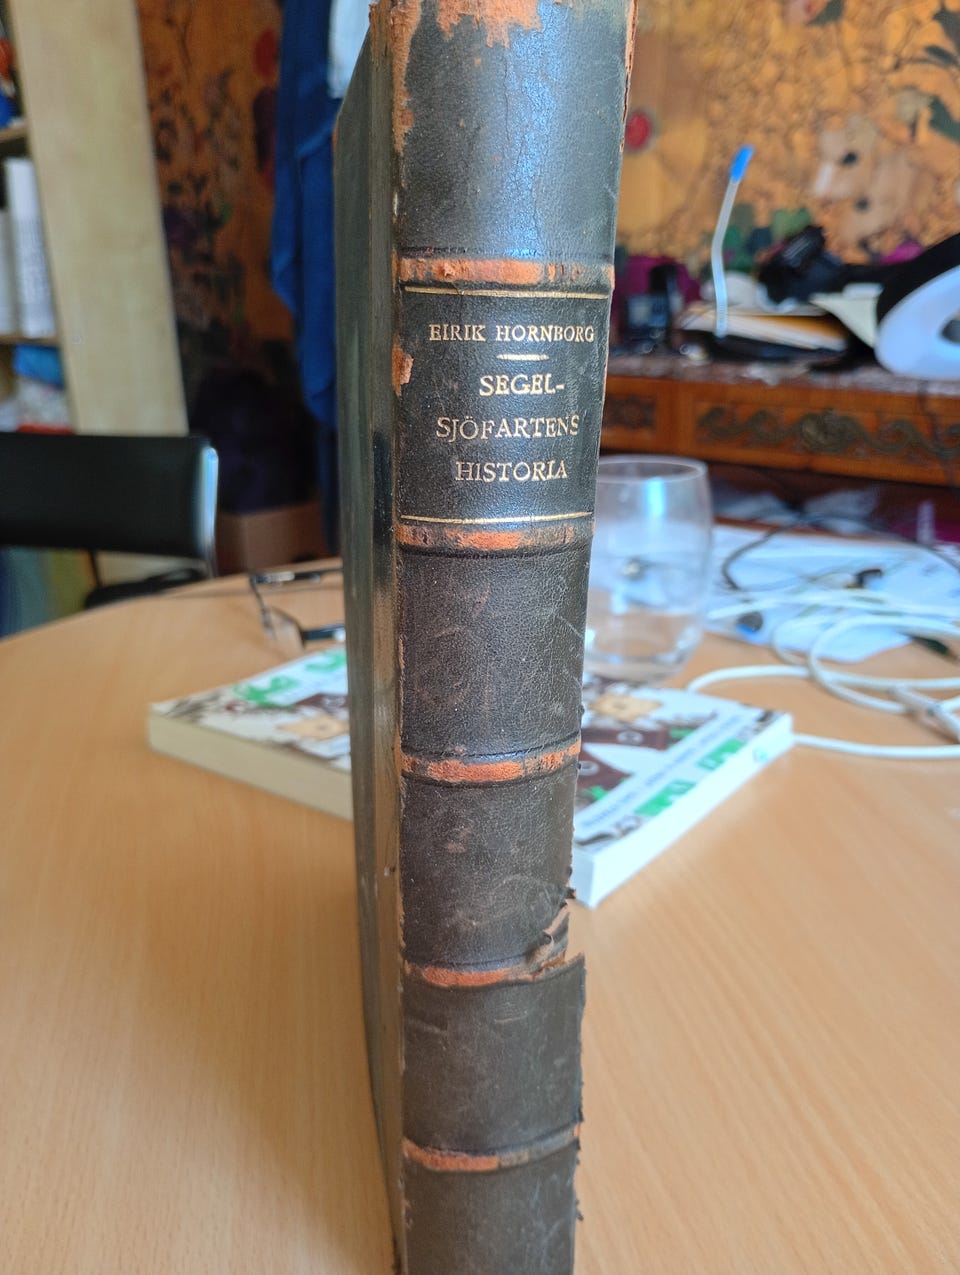 EIRIK HORNBORG
SEGEL-
SJÖFARTENS
HISTORIA